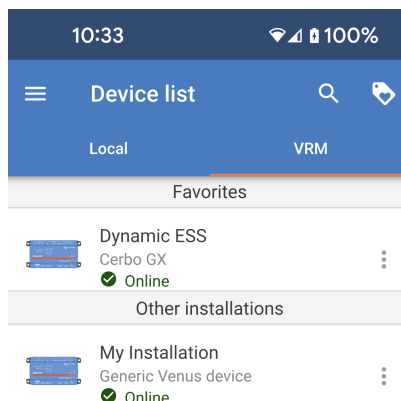 10:33 100%
Device list
Local VRM
Favorites
Dynamic ESS
Cerbo GX
Online
Other installations
My Installation
Generic Venus device
Online